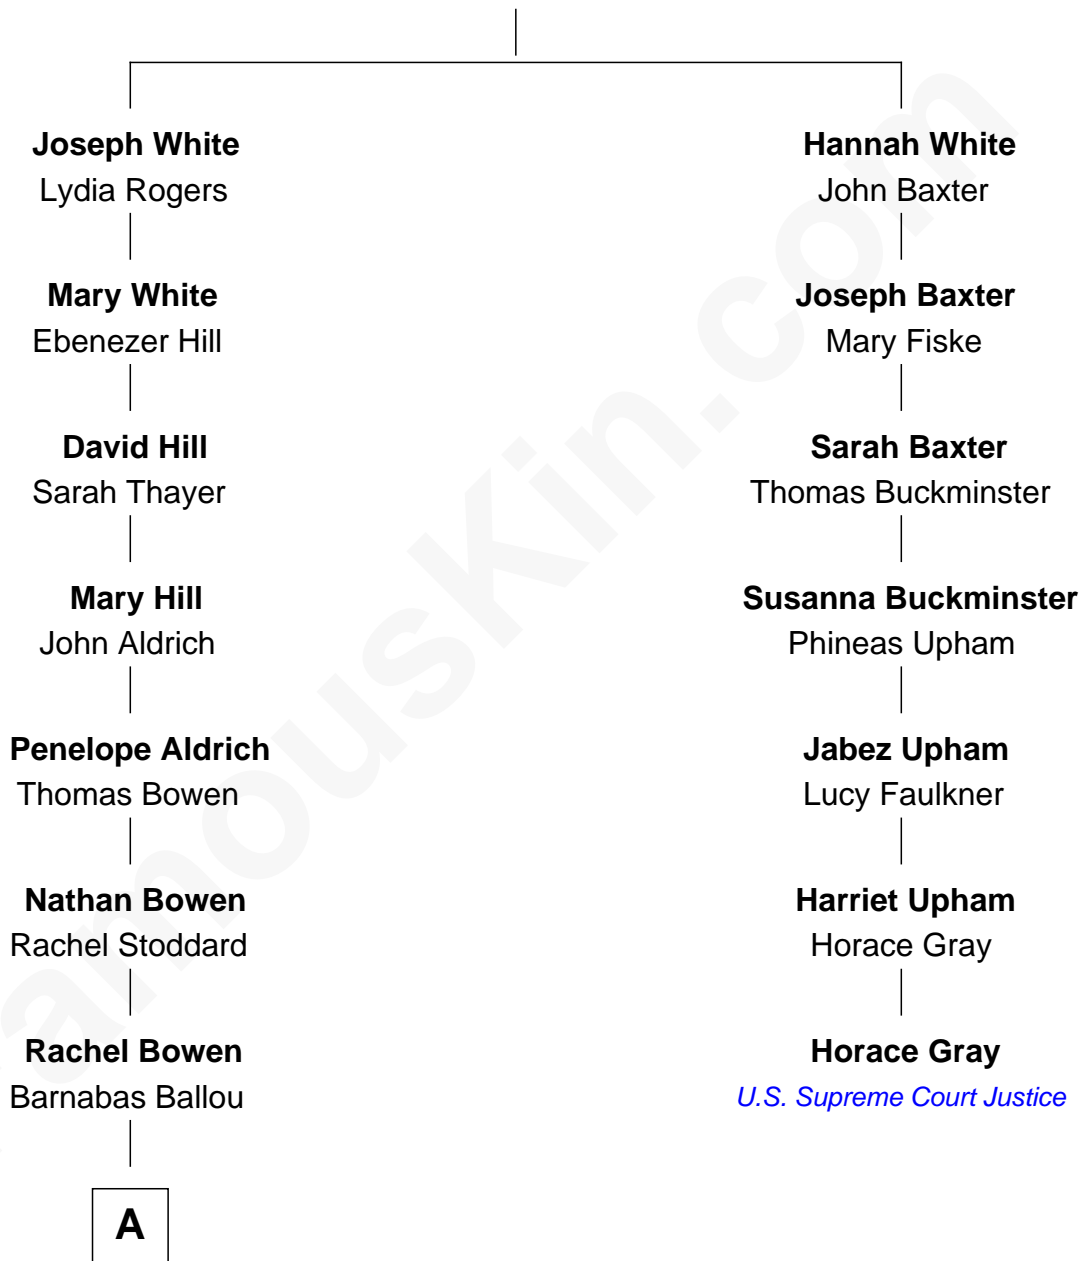 Joseph White
Lydia Rogers
Hannah White
John Baxter
Mary White
Ebenezer Hill
Joseph Baxter
Mary Fiske
David Hill
Sarah Thayer
Sarah Baxter
Thomas Buckminster
Mary Hill
John Aldrich
Susanna Buckminster
Phineas Upham
Penelope Aldrich
Thomas Bowen
Jabez Upham
Lucy Faulkner
Nathan Bowen
Rachel Stoddard
Harriet Upham
Horace Gray
Rachel Bowen
Barnabas Ballou
Horace Gray
U.S. Supreme Court Justice
A
amouskin.com